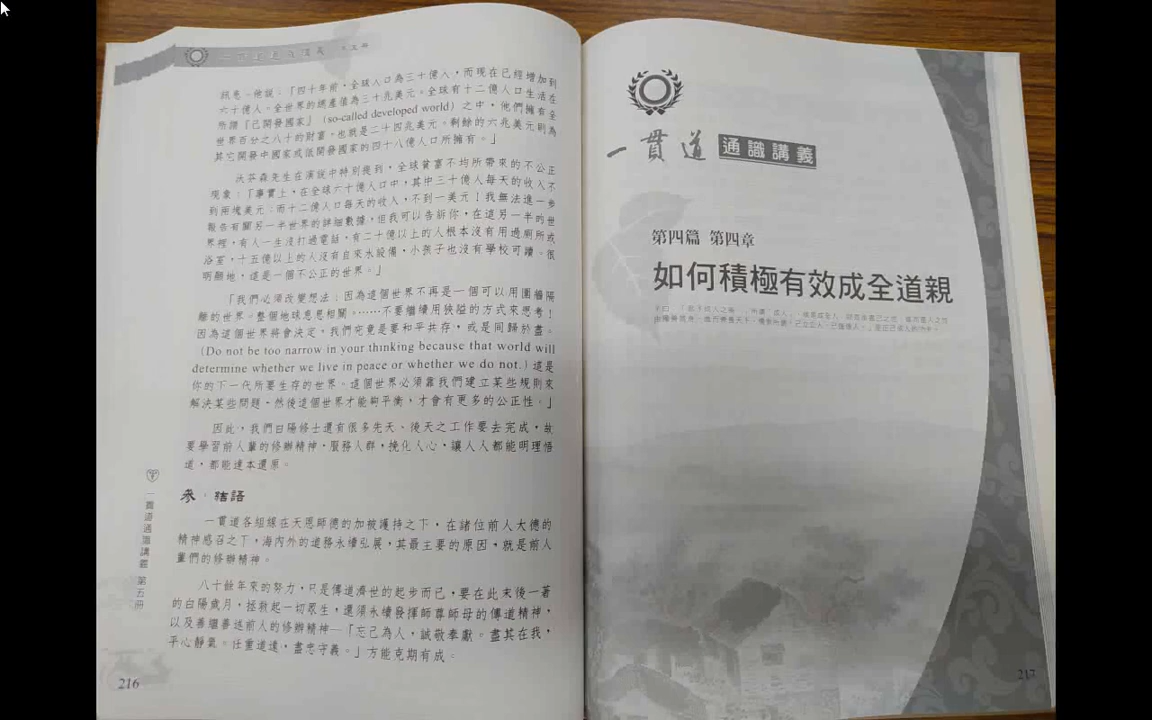 一貫道通識講義 第五冊
訊息。他說：「四十年前，全球人口為三十億人，而現在已經增加到
六十億人。全世界的總產值為三十兆美元。全球有十二億人口生活在
所謂『已開發國家』（so-called developed world）之中，他們擁有全
世界百分之八十的財富，也就是二十四兆美元。剩餘的六兆美元則為
其它開發中國家或低開發國家的四十八億人口所擁有。」
沃芬森先生在演說中特別提到，全球貧富不均所帶來的不公正
現象：「事實上，在全球六十億人口中，其中三十億人每天的收入不
到兩塊美元；而十二億人口每天的收入，不到一美元！我無法進一步
報告有關另一半世界的詳細數據，但我可以告訴你，在這另一半的世
界裡，有人一生沒打過電話，有二十億以上的人根本沒有用過廁所或
浴室，十五億以上的人沒有自來水設備，小孩子也沒有學校可讀。很
明顯地，這是一個不公正的世界。」
「我們必須改變想法：因為這個世界不再是一個可以用圍牆隔
離的世界。整個地球息息相關。……不要繼續用狹隘的方式來思考！
因為這個世界將會決定，我們究竟是要和平共存，或是同歸於盡。
（Do not be too narrow in your thinking because that world will
determine whether we live in peace or whether we do not.）這是
你的下一代所要生存的世界。這個世界必須靠我們建立某些規則來
解決某些問題，然後這個世界才能夠平衡，才會有更多的公正性。」
因此，我們白陽修士還有很多先天、後天之工作要去完成，故
要學習前人輩的修辦精神，服務人群，挽化人心，讓人人都能明理悟
道，都能達本還原。
參、結語
一貫道各組線在天恩師德的加被護持之下，在諸位前人大德的
精神感召之下，海內外的道務永續弘展，其最主要的原因，就是前人
輩們的修辦精神。
八十餘年來的努力，只是傳道濟世的起步而已，要在此末後一著
的白陽歲月，拯救起一切眾生，還須永續發揮師尊師母的傳道精神，
以及善繼善述前人的修辦精神─「忘己為人，誠敬奉獻。盡其在我，
平心靜氣。任重道遠，盡忠守義。」方能克期有成。
一貫道通識講義 第五冊
216
一貫道 通識講義
第四篇 第四章
如何積極有效成全道親
217